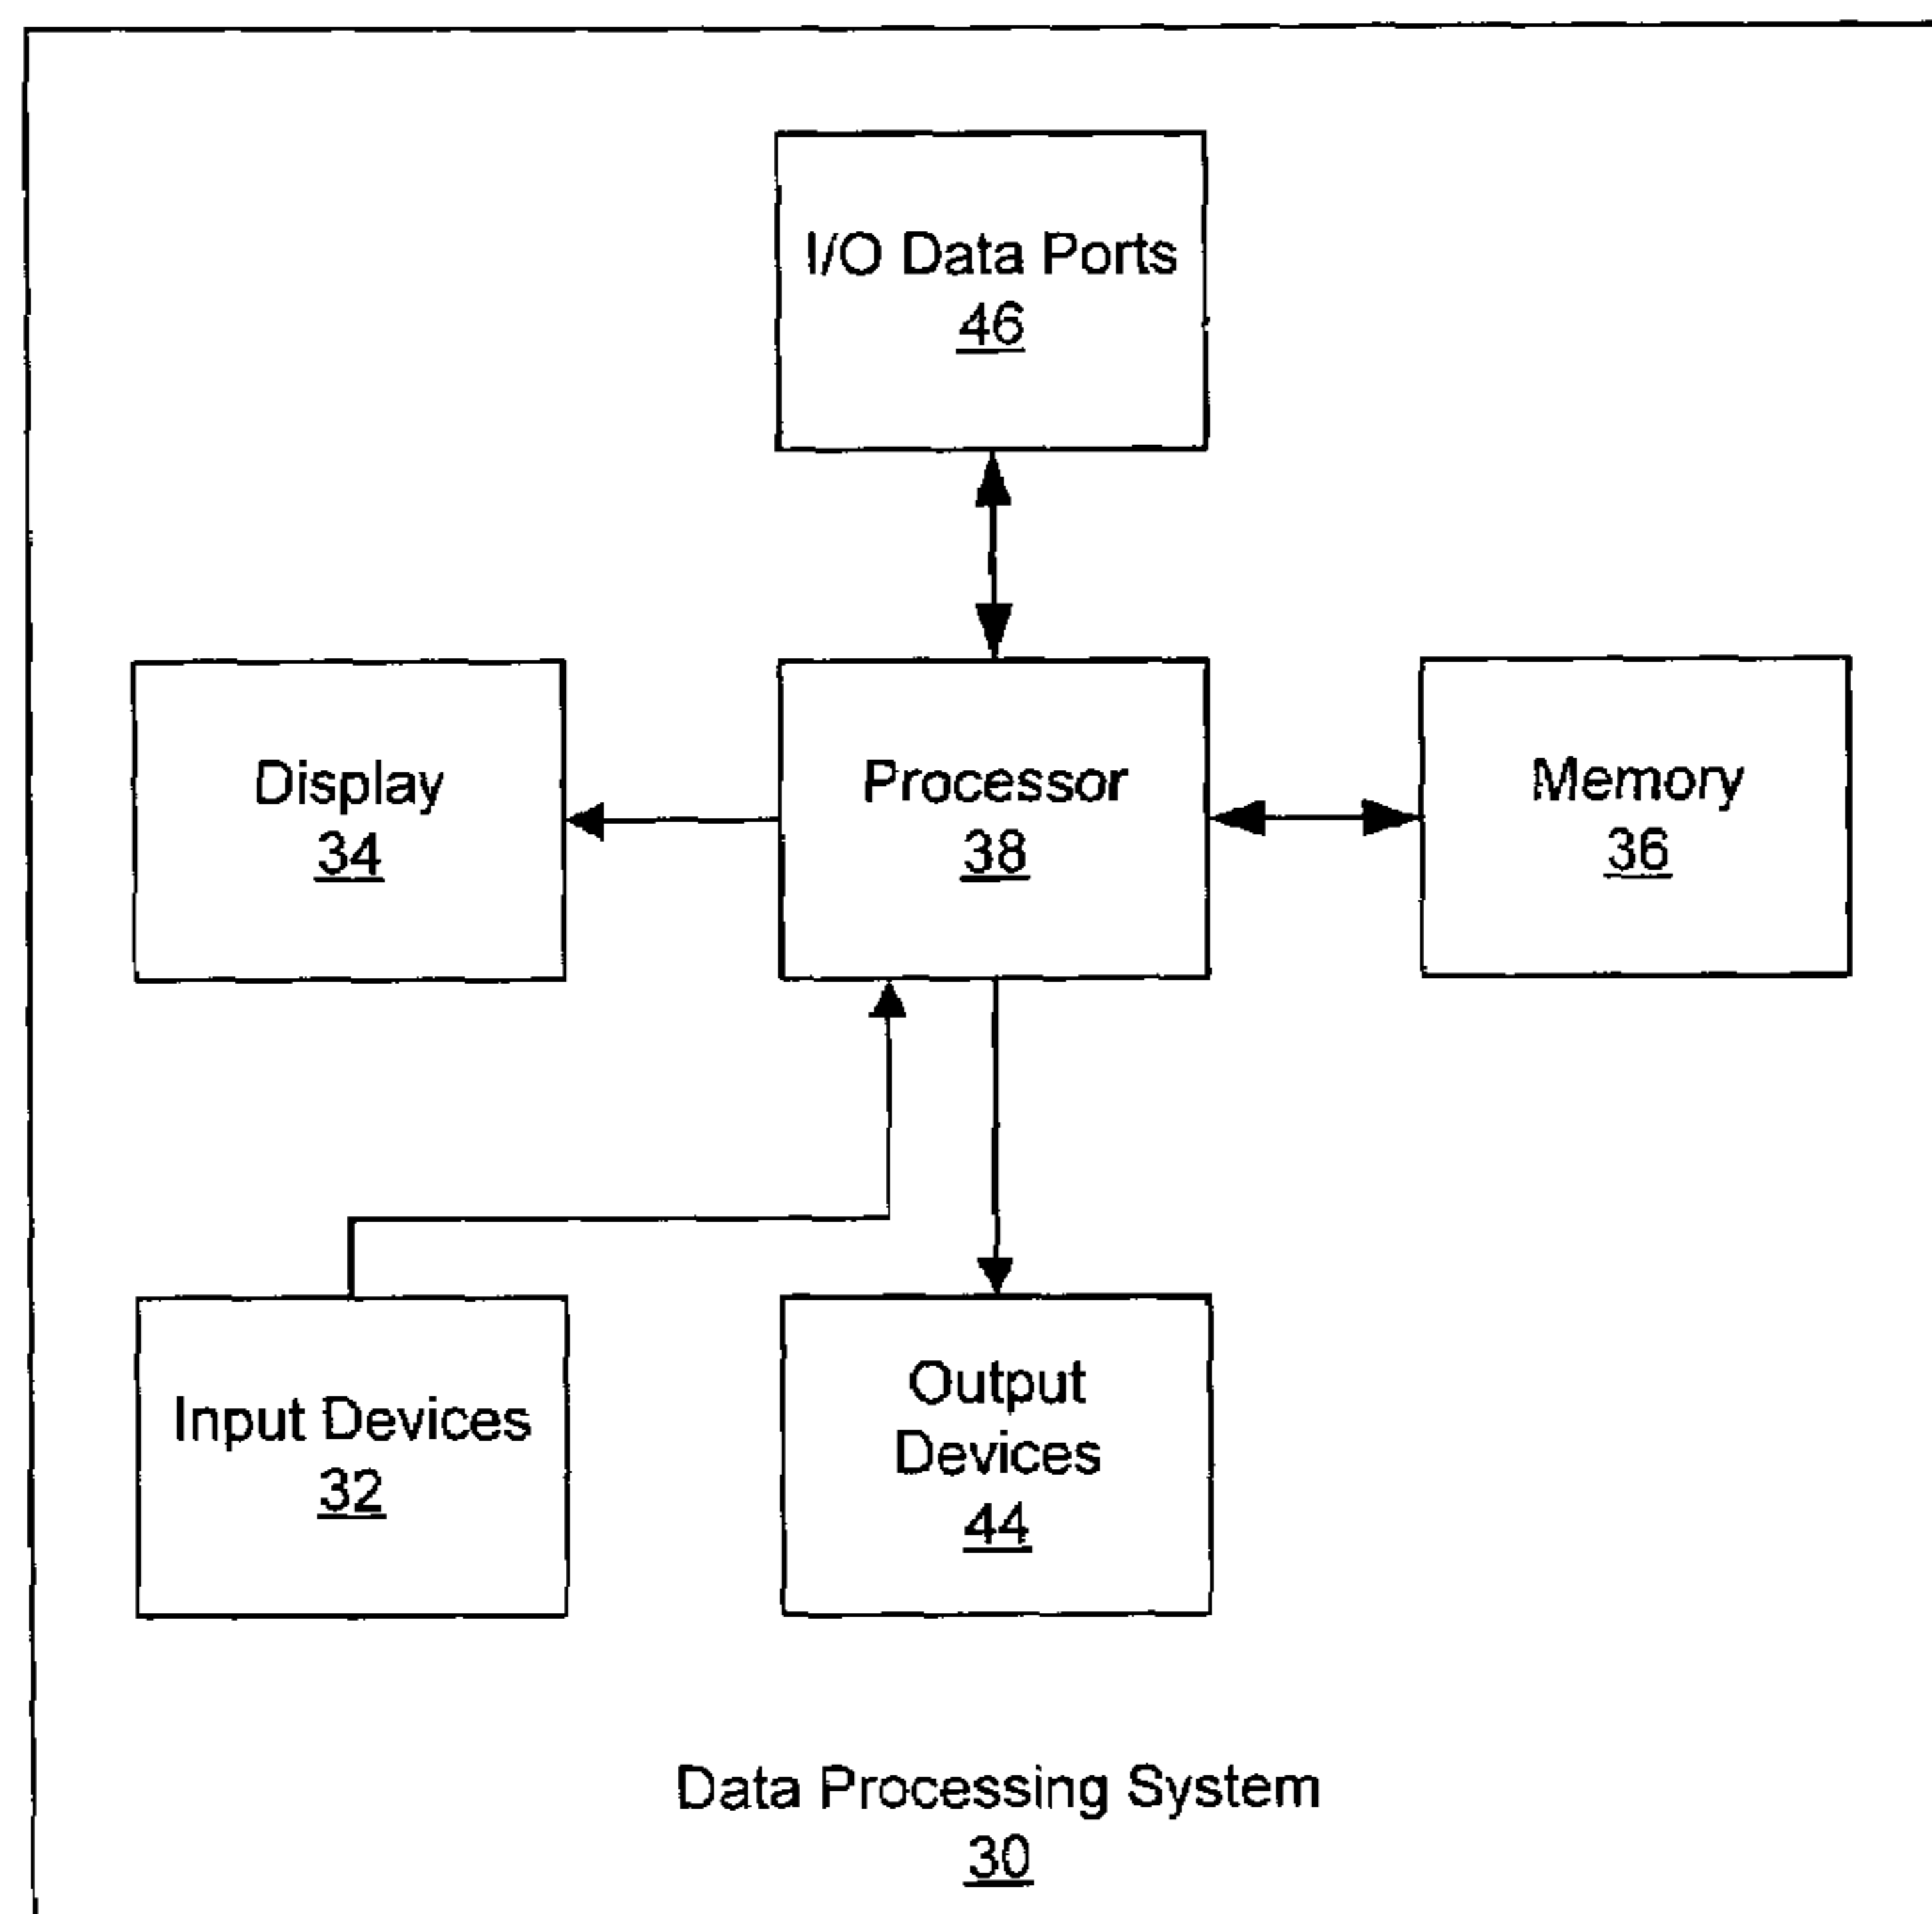 I/O Data Ports
46
Display
34
Processor
38
Memory
36
Input Devices
32
Output
Devices
44
Data Processing System
30